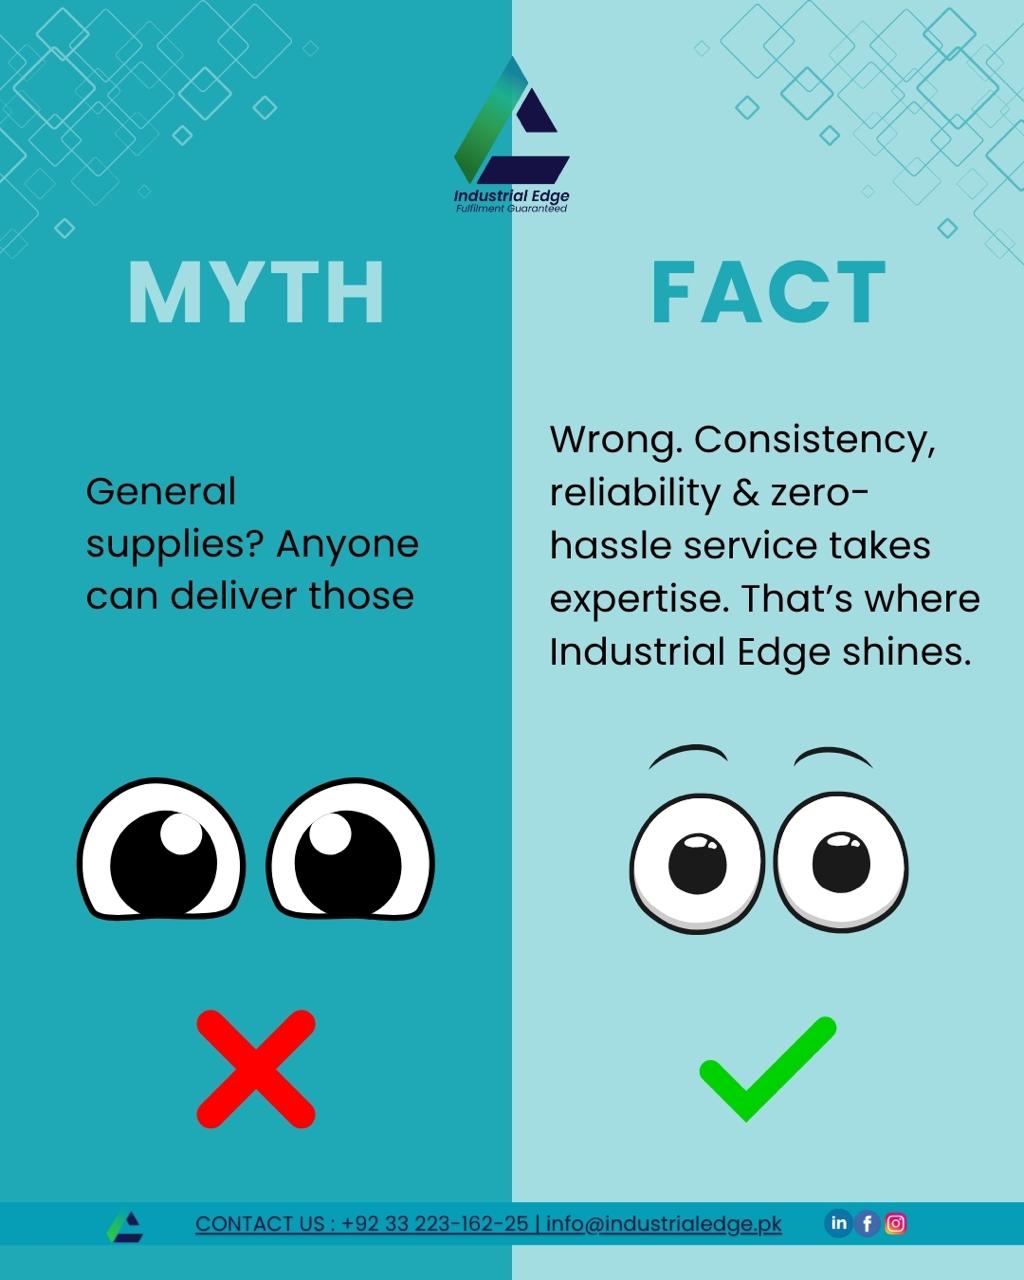 Industrial Edge
Fulfilment Guaranteed
MYTH
General
supplies? Anyone
can deliver those
FACT
Wrong. Consistency,
reliability & zero-
hassle service takes
expertise. That’s where
Industrial Edge shines.
CONTACT US : +92 33 223-162-25 | info@industrialedge.pk
in f